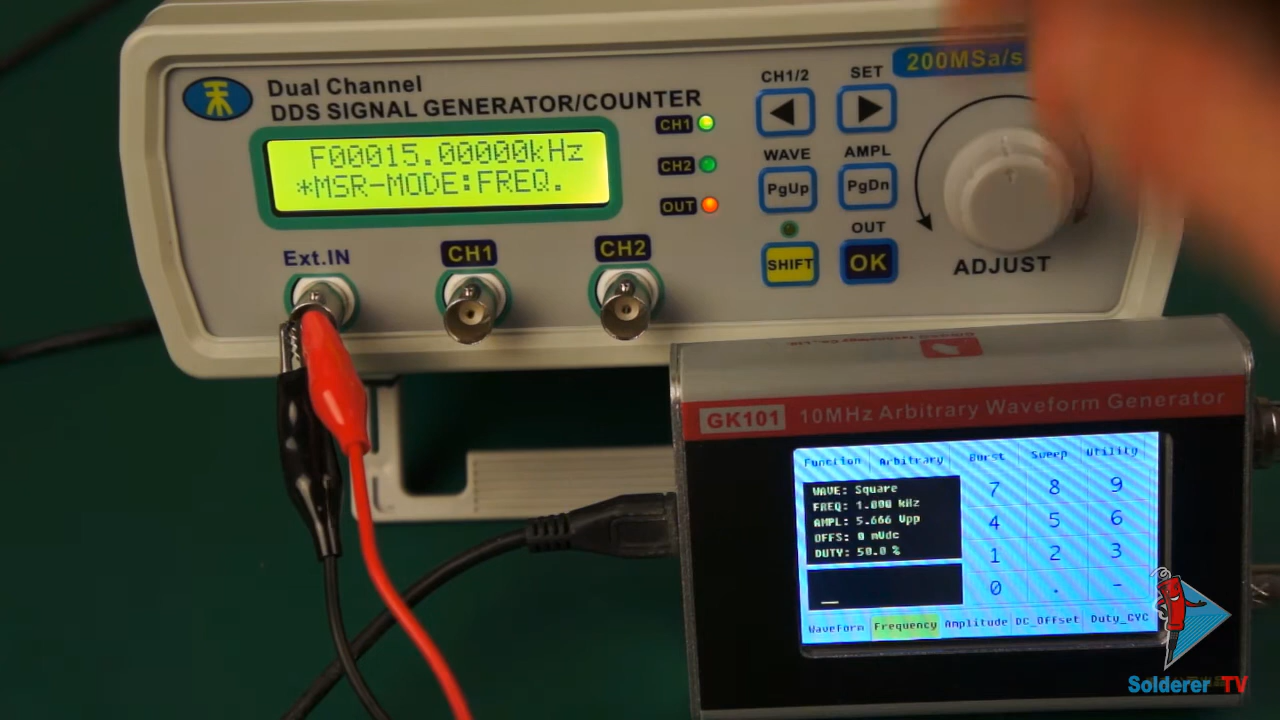 200MSa/s
Dual Channel
DDS SIGNAL GENERATOR/COUNTER
F00015.00000kHz
*MSR-MODE:FREQ.
CH1
CH2
OUT
CH1/2
SET
WAVE
AMPL
PgUp
PgDn
OUT
SHIFT
OK
ADJUST
Ext.IN
CH1
CH2
GK101 10MHz Arbitrary Waveform Generator
Function Arbitrary Burst Sweep Utility
WAVE: Square
FREQ: 1.000 kHz
AMPL: 5.666 Vpp
OFFS: 0 mVdc
DUTY: 50.0 %
7 8 9
4 5 6
1 2 3
0 . -
Waveform Frequency Amplitude DC_Offset Duty_CYC
Solderer TV